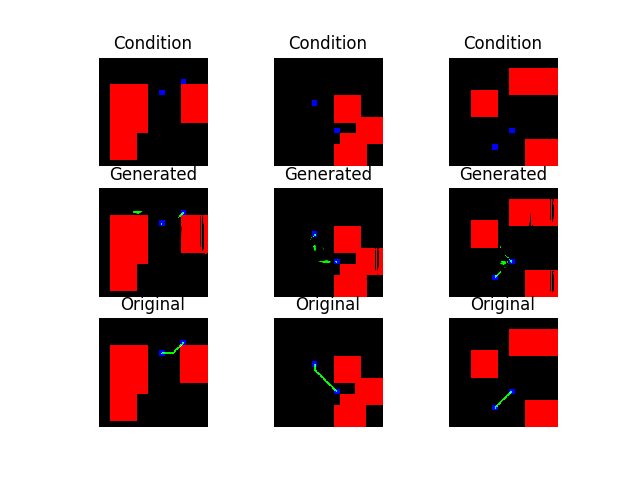 Condition Condition Condition
Generated Generated Generated
Original Original Original